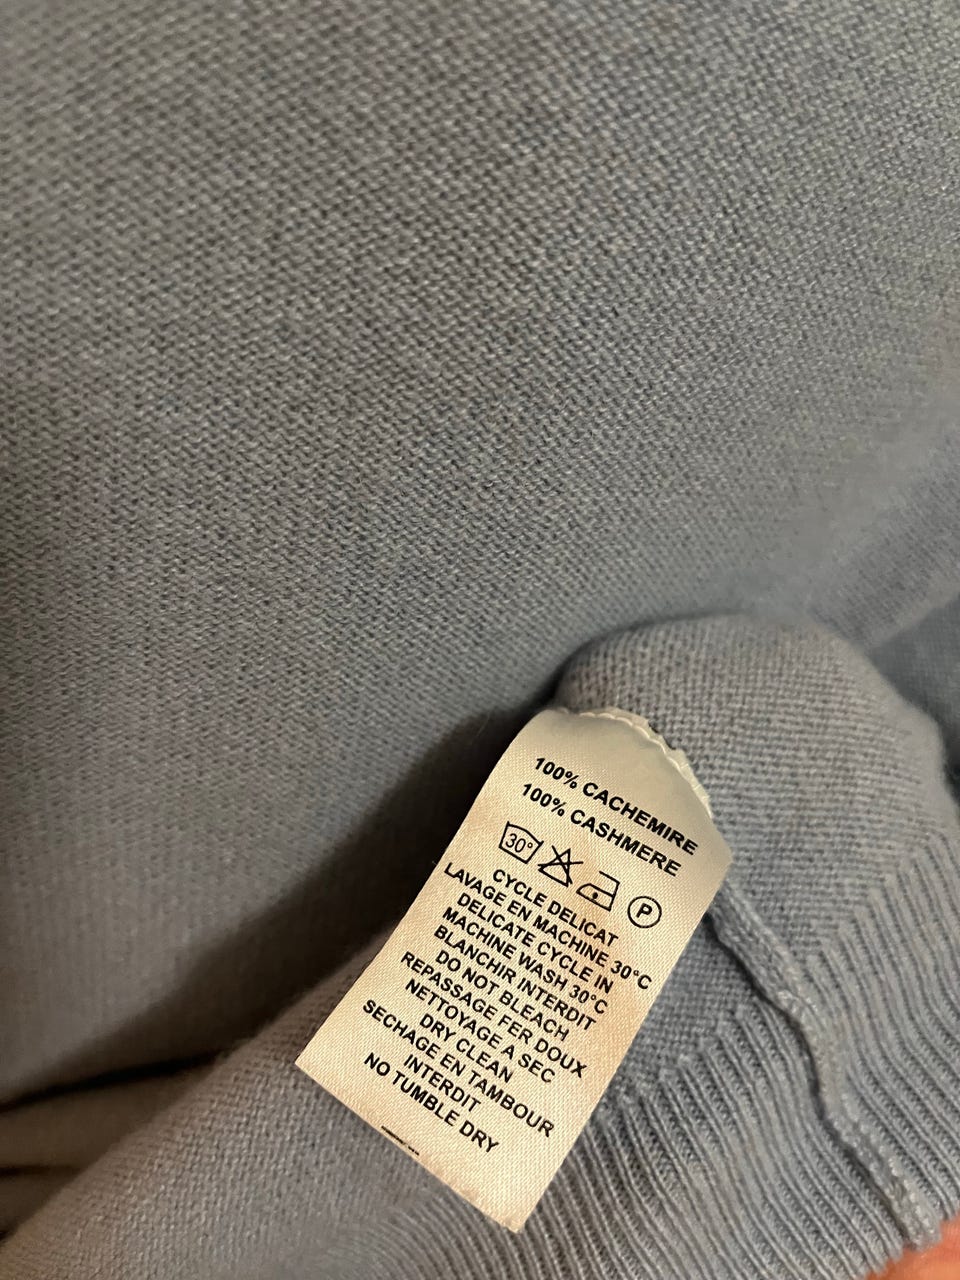 100% CACHEMIRE
100% CASHMERE
30° P
CYCLE DELICAT
LAVAGE EN MACHINE 30°C
DELICATE CYCLE IN
MACHINE WASH 30°C
BLANCHIR INTERDIT
DO NOT BLEACH
REPASSAGE FER DOUX
NETTOYAGE A SEC
DRY CLEAN
SECHAGE EN TAMBOUR
INTERDIT
NO TUMBLE DRY